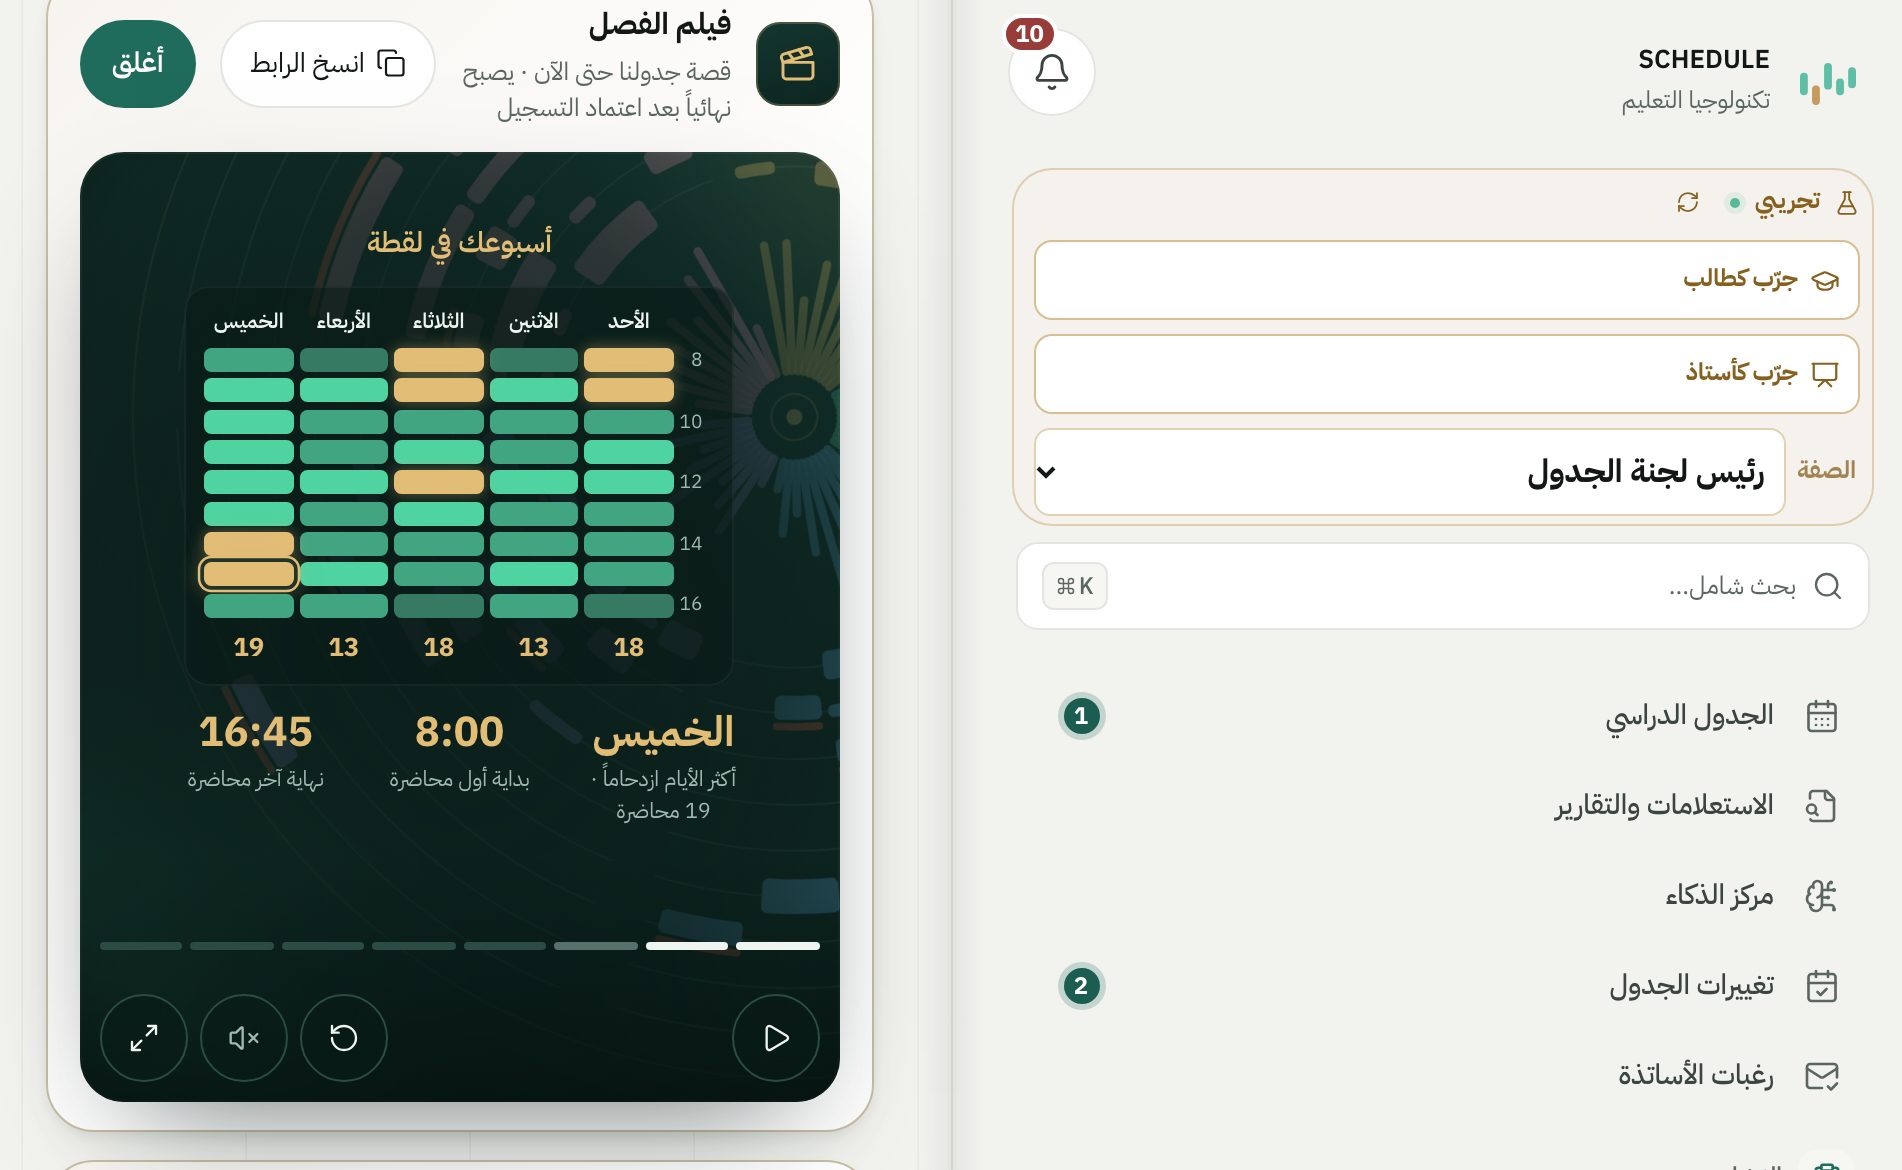 SCHEDULE
تكنولوجيا التعليم
10
تجريبي
جرّب كطالب
جرّب كأستاذ
الصفة
رئيس لجنة الجدول
بحث شامل...
⌘K
الجدول الدراسي
1
الاستعلامات والتقارير
مركز الذكاء
تغييرات الجدول
2
رغبات الأساتذة
فيلم الفصل
قصة جدولنا حتى الآن · يصبح
نهائياً بعد اعتماد التسجيل
انسخ الرابط
أغلق
أسبوعك في لقطة
الأحد الاثنين الثلاثاء الأربعاء الخميس
8
10
12
14
16
18 13 18 13 19
الخميس
أكثر الأيام ازدحاماً ·
19 محاضرة
8:00
بداية أول محاضرة
16:45
نهاية آخر محاضرة